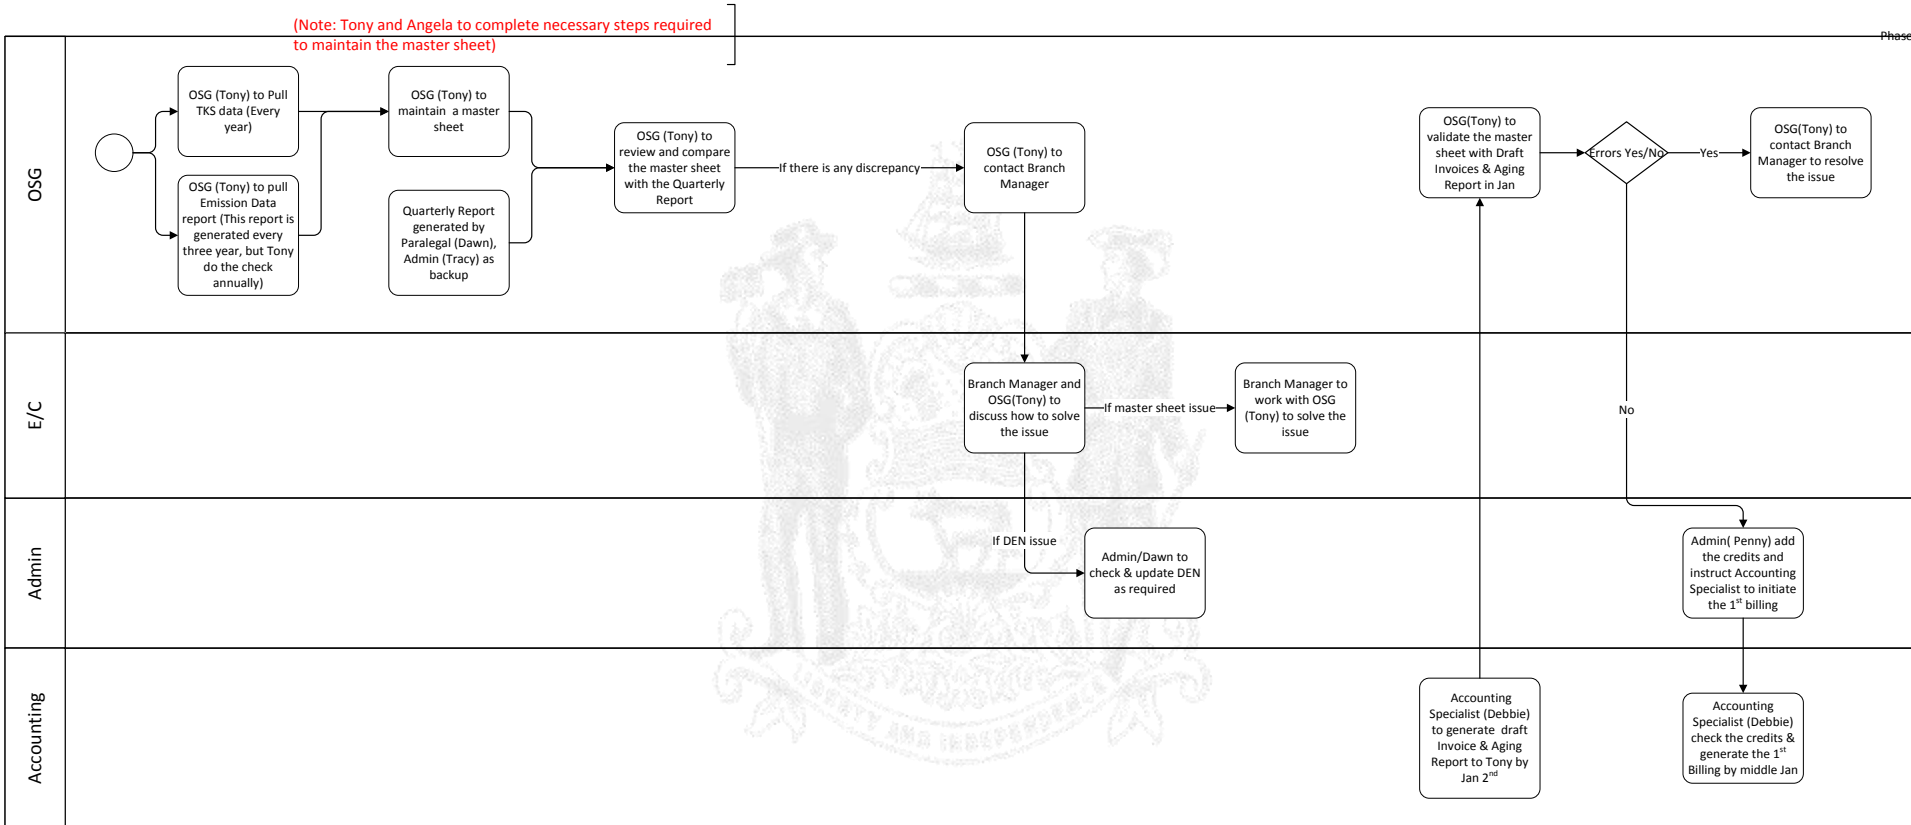 (Note: Tony and Angela to complete necessary steps required
to maintain the master sheet)
Phase
OSG
OSG (Tony) to Pull
TKS data (Every
year)
OSG (Tony) to pull
Emission Data
report (This report is
generated every
three year, but Tony
do the check
annually)
OSG (Tony) to
maintain a master
sheet
Quarterly Report
generated by
Paralegal (Dawn),
Admin (Tracy) as
backup
OSG (Tony) to
review and compare
the master sheet
with the Quarterly
Report
If there is any discrepancy
OSG (Tony) to
contact Branch
Manager
OSG(Tony) to
validate the master
sheet with Draft
Invoices & Aging
Report in Jan
Errors Yes/No
Yes
OSG(Tony) to
contact Branch
Manager to resolve
the issue
E/C
Branch Manager and
OSG(Tony) to
discuss how to solve
the issue
If master sheet issue
Branch Manager to
work with OSG
(Tony) to solve the
issue
No
Admin
If DEN issue
Admin/Dawn to
check & update DEN
as required
Admin( Penny) add
the credits and
instruct Accounting
Specialist to initiate
the 1st billing
Accounting
Accounting
Specialist (Debbie)
to generate draft
Invoice & Aging
Report to Tony by
Jan 2nd
Accounting
Specialist (Debbie)
check the credits &
generate the 1st
Billing by middle Jan
LIBERTY AND INDEPENDENCE